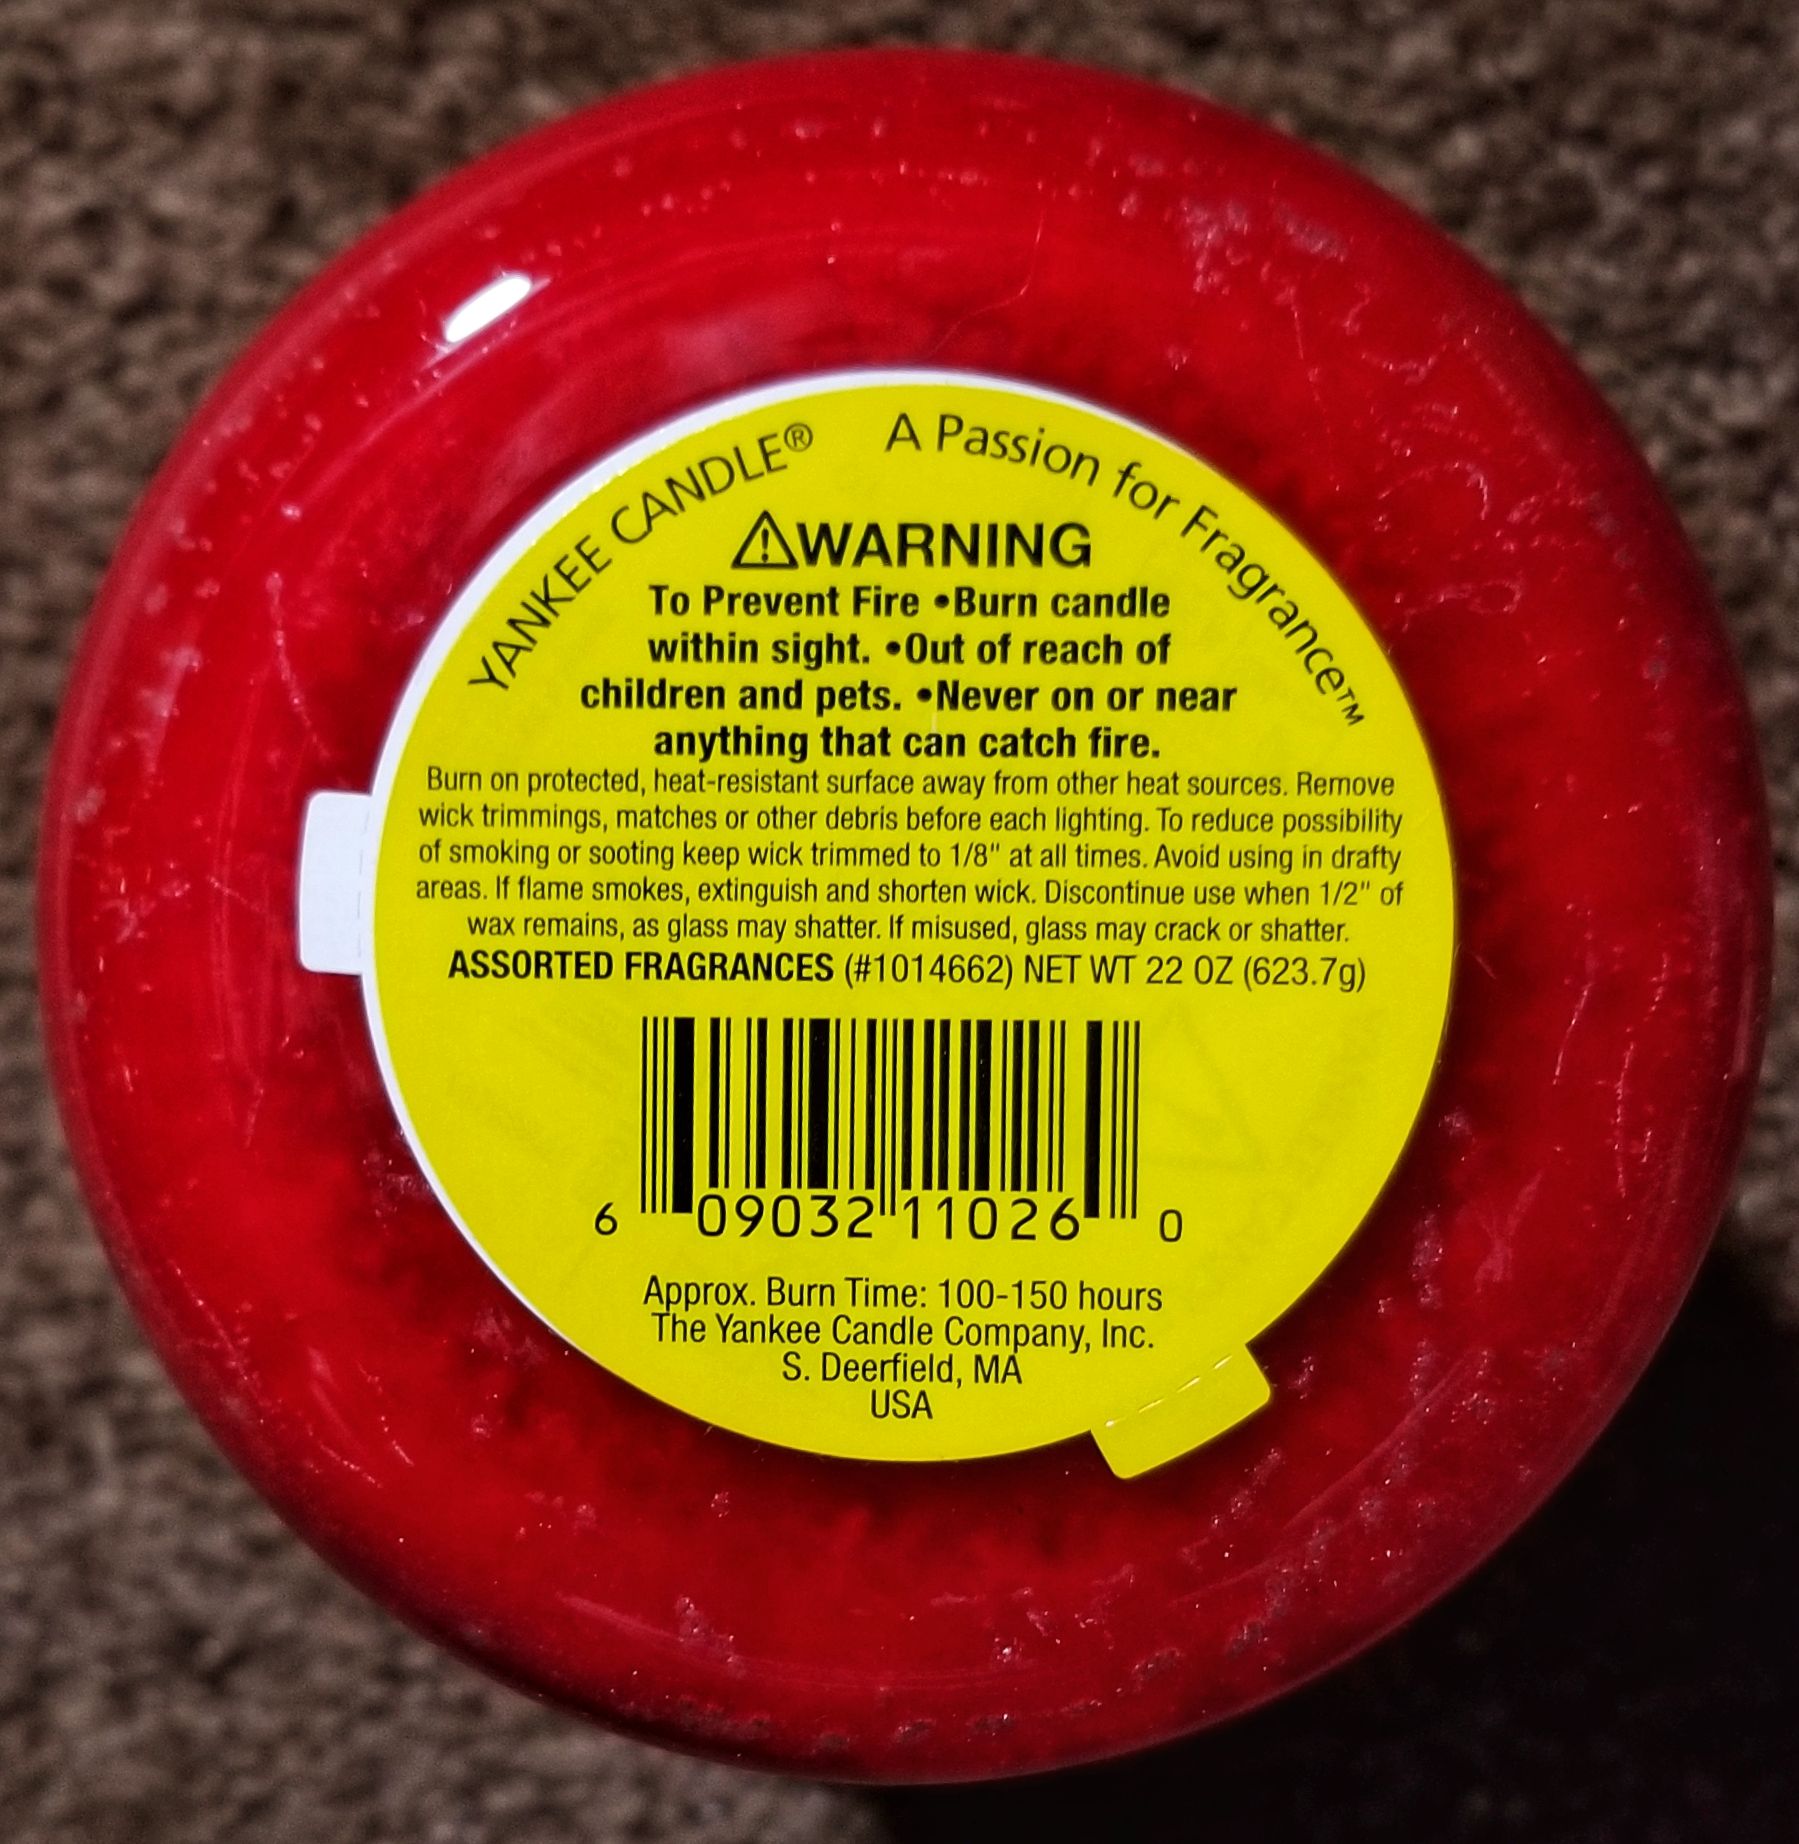 YANKEE CANDLE® A Passion for Fragrance™
⚠WARNING
To Prevent Fire •Burn candle
within sight. •Out of reach of
children and pets. •Never on or near
anything that can catch fire.
Burn on protected, heat-resistant surface away from other heat sources. Remove
wick trimmings, matches or other debris before each lighting. To reduce possibility
of smoking or sooting keep wick trimmed to 1/8" at all times. Avoid using in drafty
areas. If flame smokes, extinguish and shorten wick. Discontinue use when 1/2" of
wax remains, as glass may shatter. If misused, glass may crack or shatter.
ASSORTED FRAGRANCES (#1014662) NET WT 22 OZ (623.7g)
6 09032 11026 0
Approx. Burn Time: 100-150 hours
The Yankee Candle Company, Inc.
S. Deerfield, MA
USA